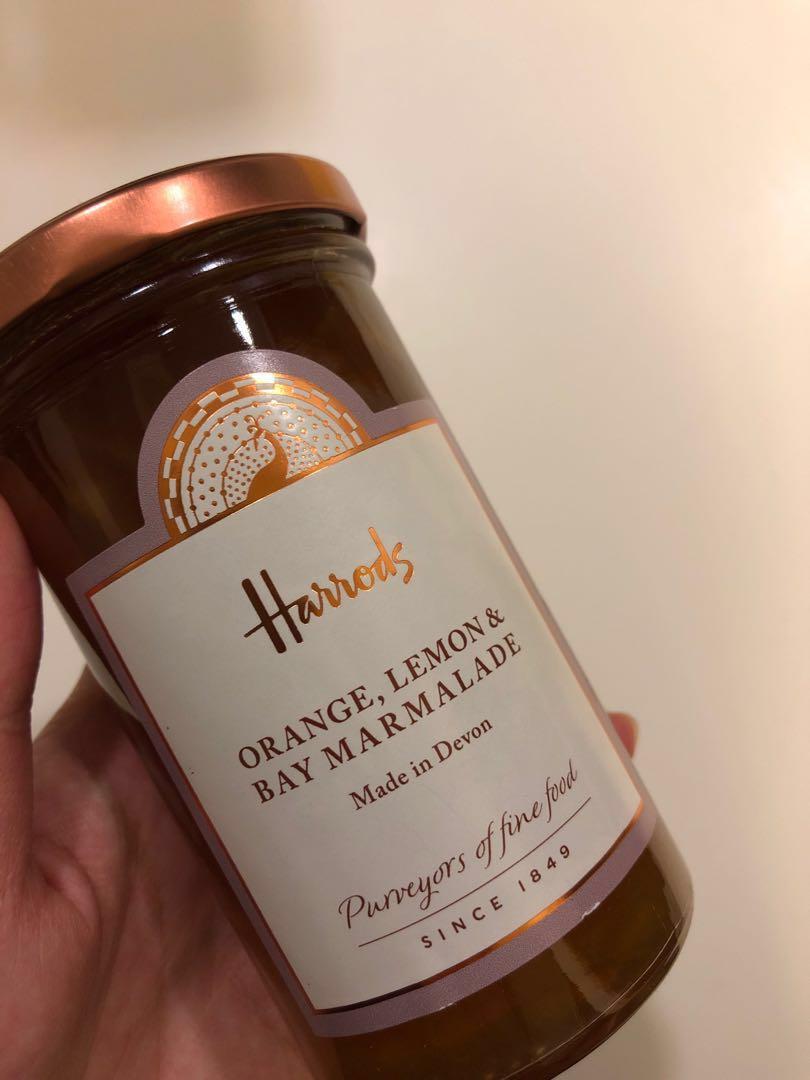 Harrods
ORANGE, LEMON &
BAY MARMALADE
Made in Devon
Purveyors of fine food
SINCE 1849